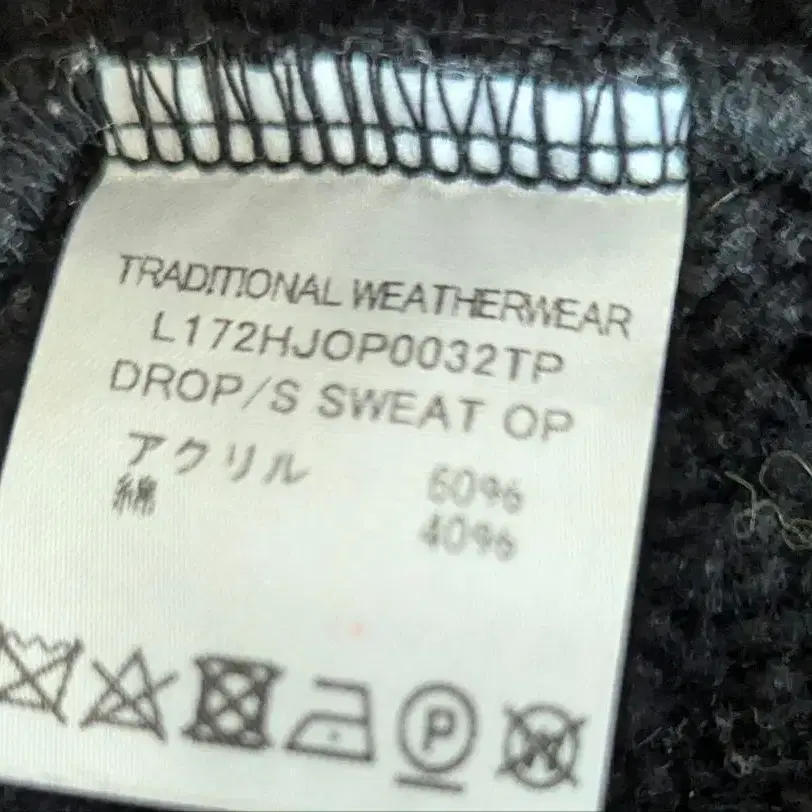 TRADITIONAL WEATHERWEAR
L172HJOP0032TP
DROP/S SWEAT OP
アクリル 60%
綿 40%
P
W